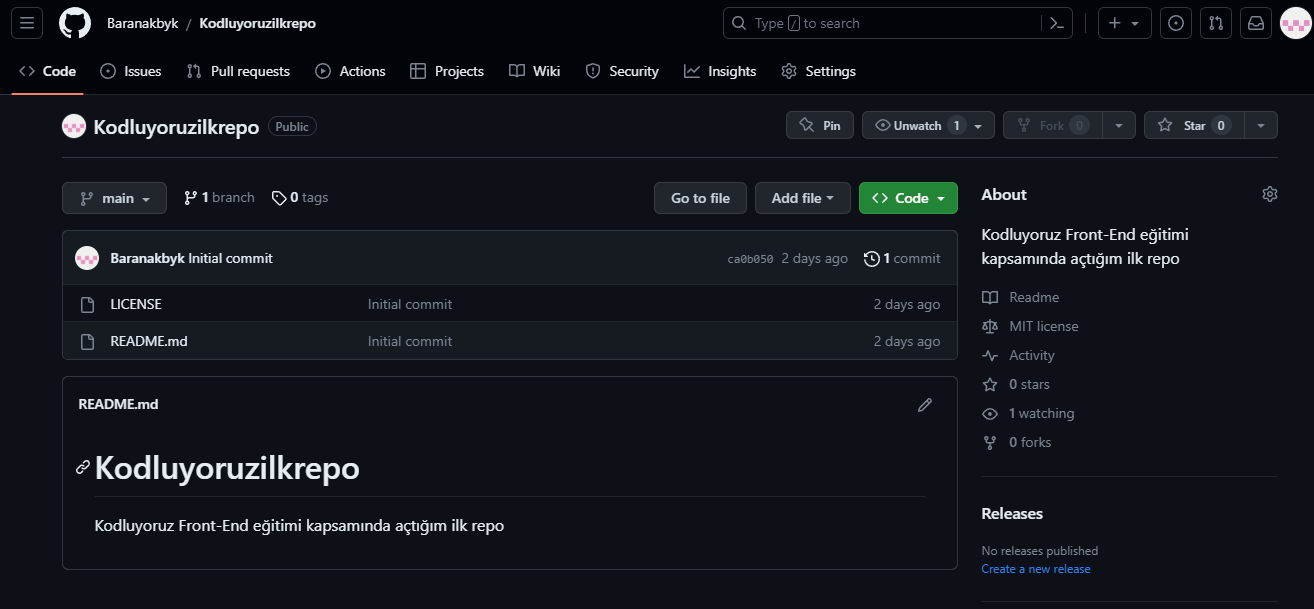 Baranakbyk / Kodluyoruzilkrepo
Type / to search
Code Issues Pull requests Actions Projects Wiki Security Insights Settings
Kodluyoruzilkrepo Public
Pin Unwatch 1 Fork 0 Star 0
main 1 branch 0 tags Go to file Add file Code
Baranakbyk Initial commit ca0b050 2 days ago 1 commit
LICENSE Initial commit 2 days ago
README.md Initial commit 2 days ago
README.md
Kodluyoruzilkrepo
Kodluyoruz Front-End eğitimi kapsamında açtığım ilk repo
About
Kodluyoruz Front-End eğitimi
kapsamında açtığım ilk repo
Readme
MIT license
Activity
0 stars
1 watching
0 forks
Releases
No releases published
Create a new release